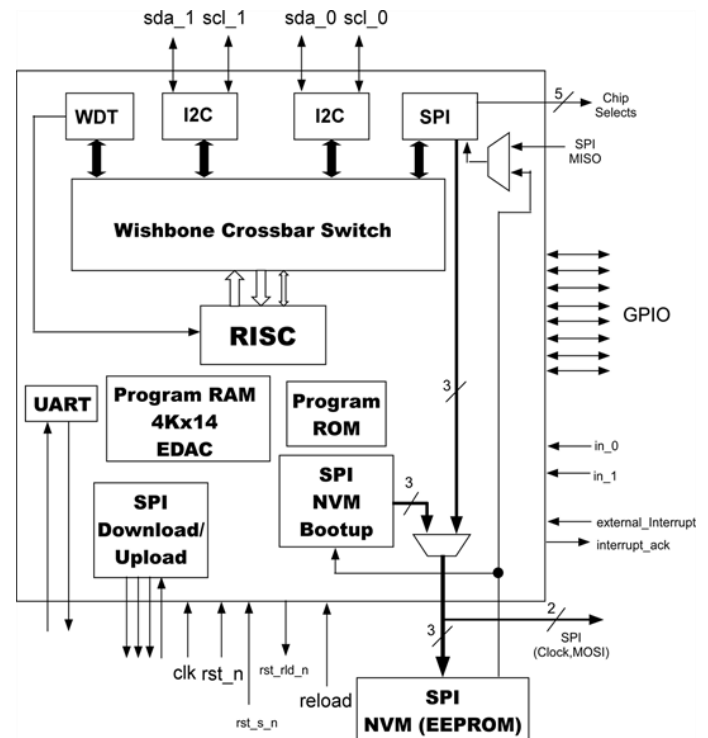 sda_1 scl_1 sda_0 scl_0
WDT
I2C
I2C
SPI
5
Chip
Selects
SPI
MISO
Wishbone Crossbar Switch
GPIO
RISC
3
UART
Program RAM
4Kx14
EDAC
Program
ROM
in_0
in_1
SPI
NVM
Bootup
3
SPI
Download/
Upload
external_Interrupt
interrupt_ack
2
3
SPI
(Clock,MOSI)
clk rst_n rst_rld_n reload
rst_s_n
SPI
NVM (EEPROM)